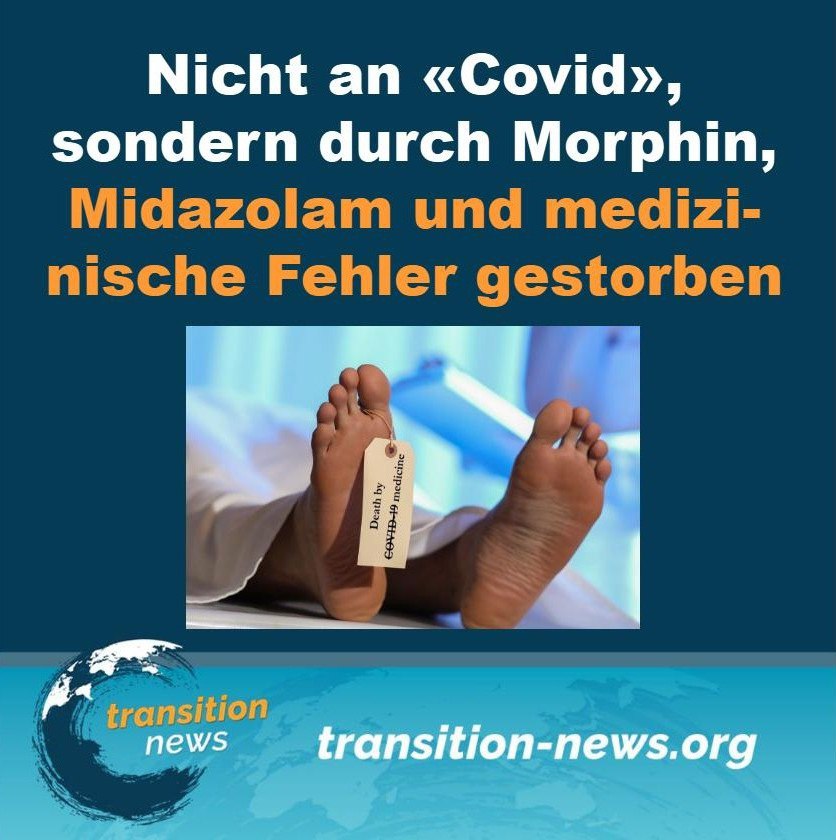 Nicht an «Covid»,
sondern durch Morphin,
Midazolam und medizi-
nische Fehler gestorben
Death by
COVID-19 medicine
transition
news
transition-news.org